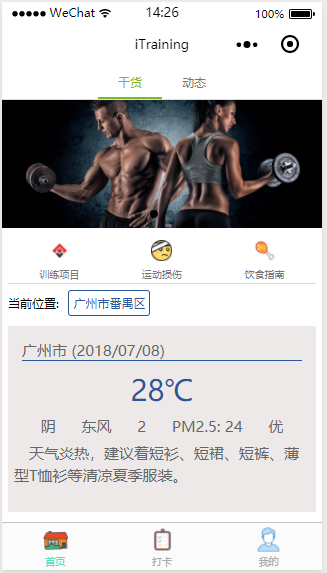 WeChat 14:26 100%
iTraining
干货 动态
训练项目 运动损伤 饮食指南
当前位置: 广州市番禺区
广州市 (2018/07/08)
28℃
阴 东风 2 PM2.5: 24 优
天气炎热，建议着短衫、短裙、短裤、薄
型T恤衫等清凉夏季服装。
首页 打卡 我的